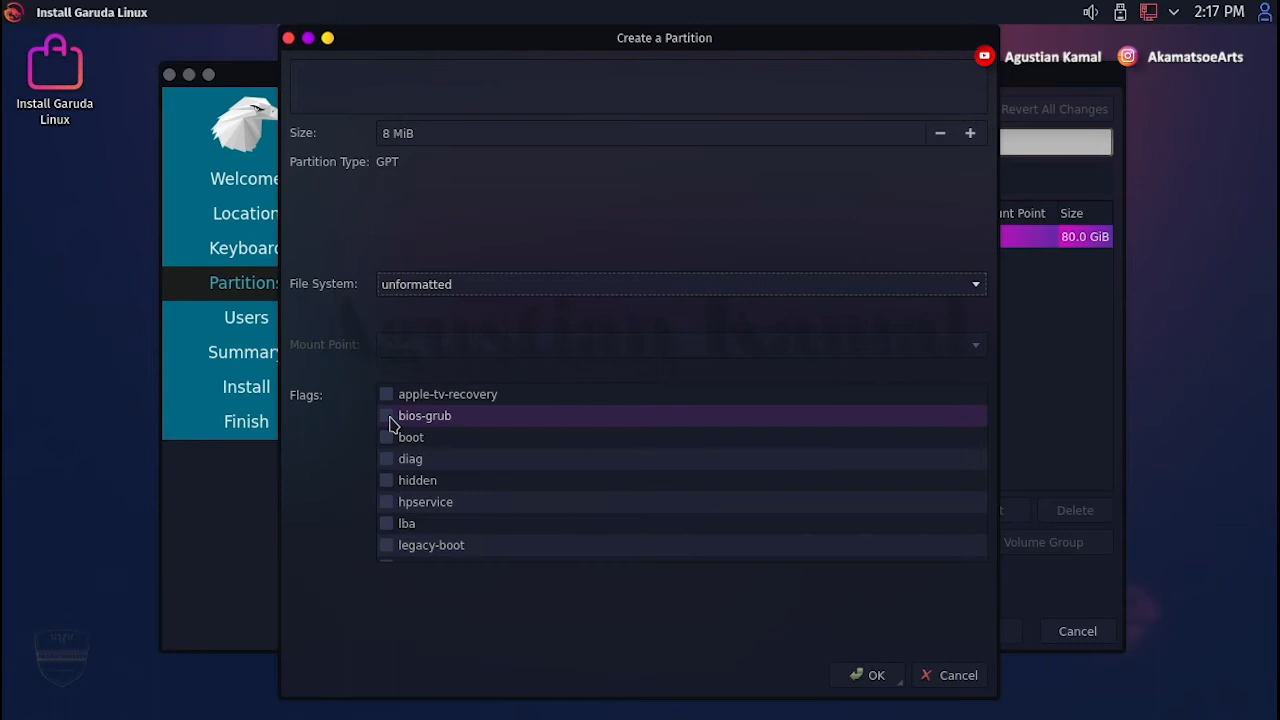 Install Garuda Linux
2:17 PM
Install Garuda
Linux
Create a Partition
Agustian Kamal
AkamatsoeArts
Revert All Changes
Size:
8 MiB
Partition Type:
GPT
Welcome
Location
Keyboard
Partitions
Users
Summary
Install
Finish
Point
Size
80.0 GiB
File System:
unformatted
Agustian Kamal
Mount Point:
Flags:
apple-tv-recovery
bios-grub
boot
diag
hidden
hpservice
lba
legacy-boot
Delete
Volume Group
Cancel
OK
Cancel